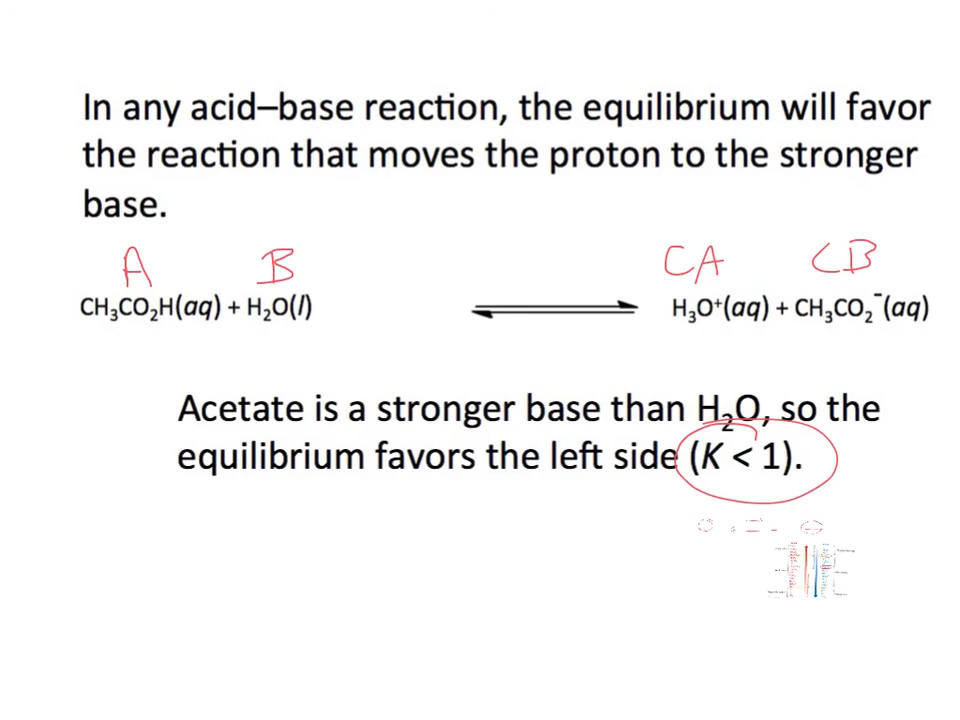 In any acid–base reaction, the equilibrium will favor
the reaction that moves the proton to the stronger
base.
A B CA CB
CH₃CO₂H(aq) + H₂O(l) ⇌ H₃O⁺(aq) + CH₃CO₂⁻(aq)
Acetate is a stronger base than H₂O, so the
equilibrium favors the left side (K < 1).